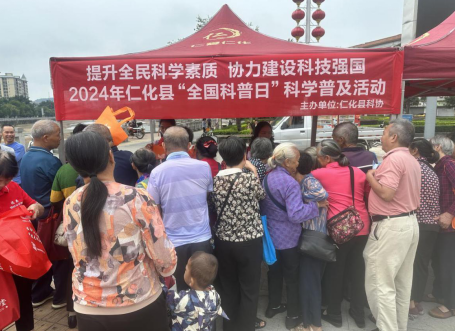 提升全民科学素质 协力建设科技强国
2024年仁化县“全国科普日”科学普及活动
主办单位:仁化县科协